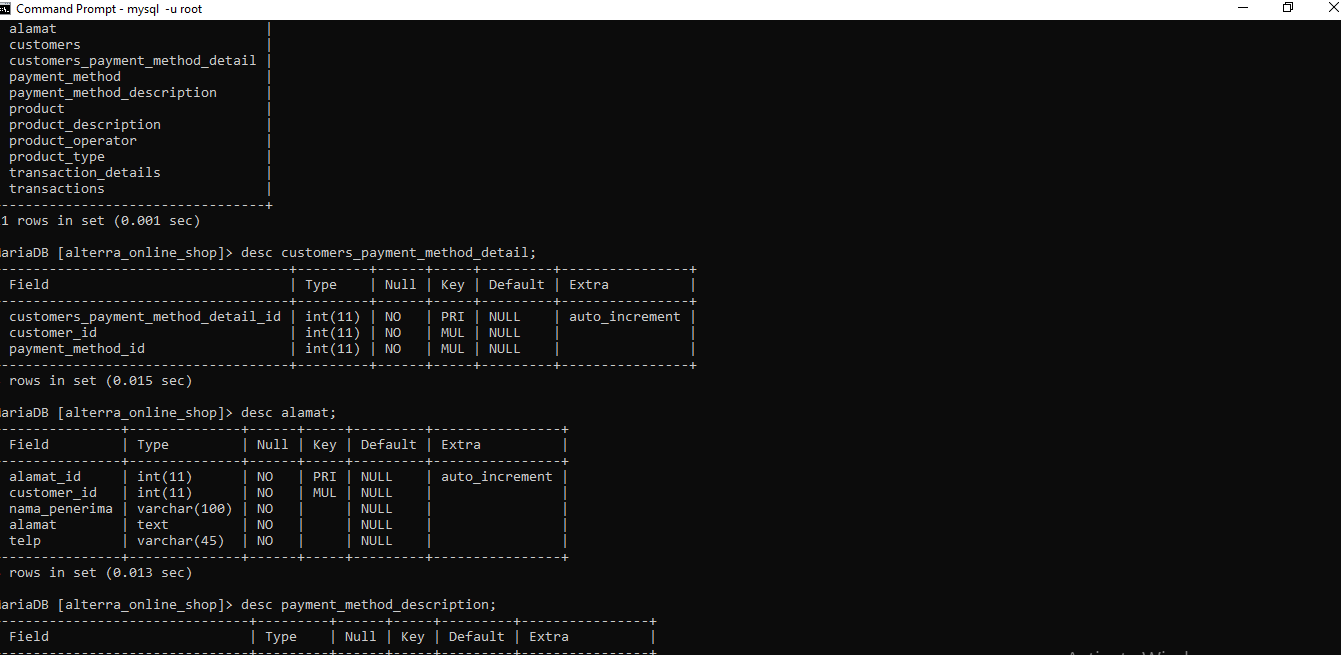 Command Prompt - mysql -u root
alamat |
customers |
customers_payment_method_detail |
payment_method |
payment_method_description |
product |
product_description |
product_operator |
product_type |
transaction_details |
transactions |
---------------------------------+
1 rows in set (0.001 sec)
ariaDB [alterra_online_shop]> desc customers_payment_method_detail;
------------------------------------+---------+------+-----+---------+----------------+
Field | Type | Null | Key | Default | Extra |
------------------------------------+---------+------+-----+---------+----------------+
customers_payment_method_detail_id | int(11) | NO | PRI | NULL | auto_increment |
customer_id | int(11) | NO | MUL | NULL | |
payment_method_id | int(11) | NO | MUL | NULL | |
------------------------------------+---------+------+-----+---------+----------------+
rows in set (0.015 sec)
ariaDB [alterra_online_shop]> desc alamat;
---------------+--------------+------+-----+---------+----------------+
Field | Type | Null | Key | Default | Extra |
---------------+--------------+------+-----+---------+----------------+
alamat_id | int(11) | NO | PRI | NULL | auto_increment |
customer_id | int(11) | NO | MUL | NULL | |
nama_penerima | varchar(100) | NO | | NULL | |
alamat | text | NO | | NULL | |
telp | varchar(45) | NO | | NULL | |
---------------+--------------+------+-----+---------+----------------+
rows in set (0.013 sec)
ariaDB [alterra_online_shop]> desc payment_method_description;
-------------------------------+---------+------+-----+---------+----------------+
Field | Type | Null | Key | Default | Extra |
-------------------------------+---------+------+-----+---------+----------------+